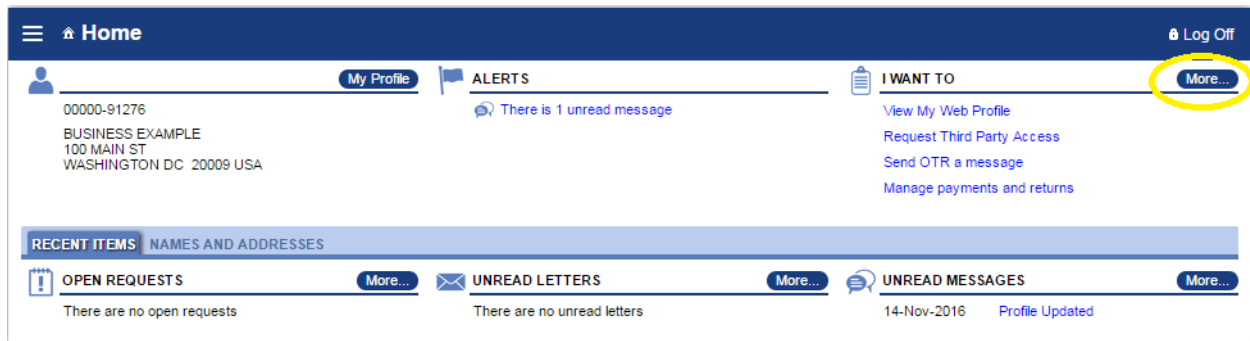 Home
Log Off
My Profile
00000-91276
BUSINESS EXAMPLE
100 MAIN ST
WASHINGTON DC 20009 USA
ALERTS
There is 1 unread message
I WANT TO
More...
View My Web Profile
Request Third Party Access
Send OTR a message
Manage payments and returns
RECENT ITEMS NAMES AND ADDRESSES
OPEN REQUESTS More...
There are no open requests
UNREAD LETTERS More...
There are no unread letters
UNREAD MESSAGES More...
14-Nov-2016 Profile Updated